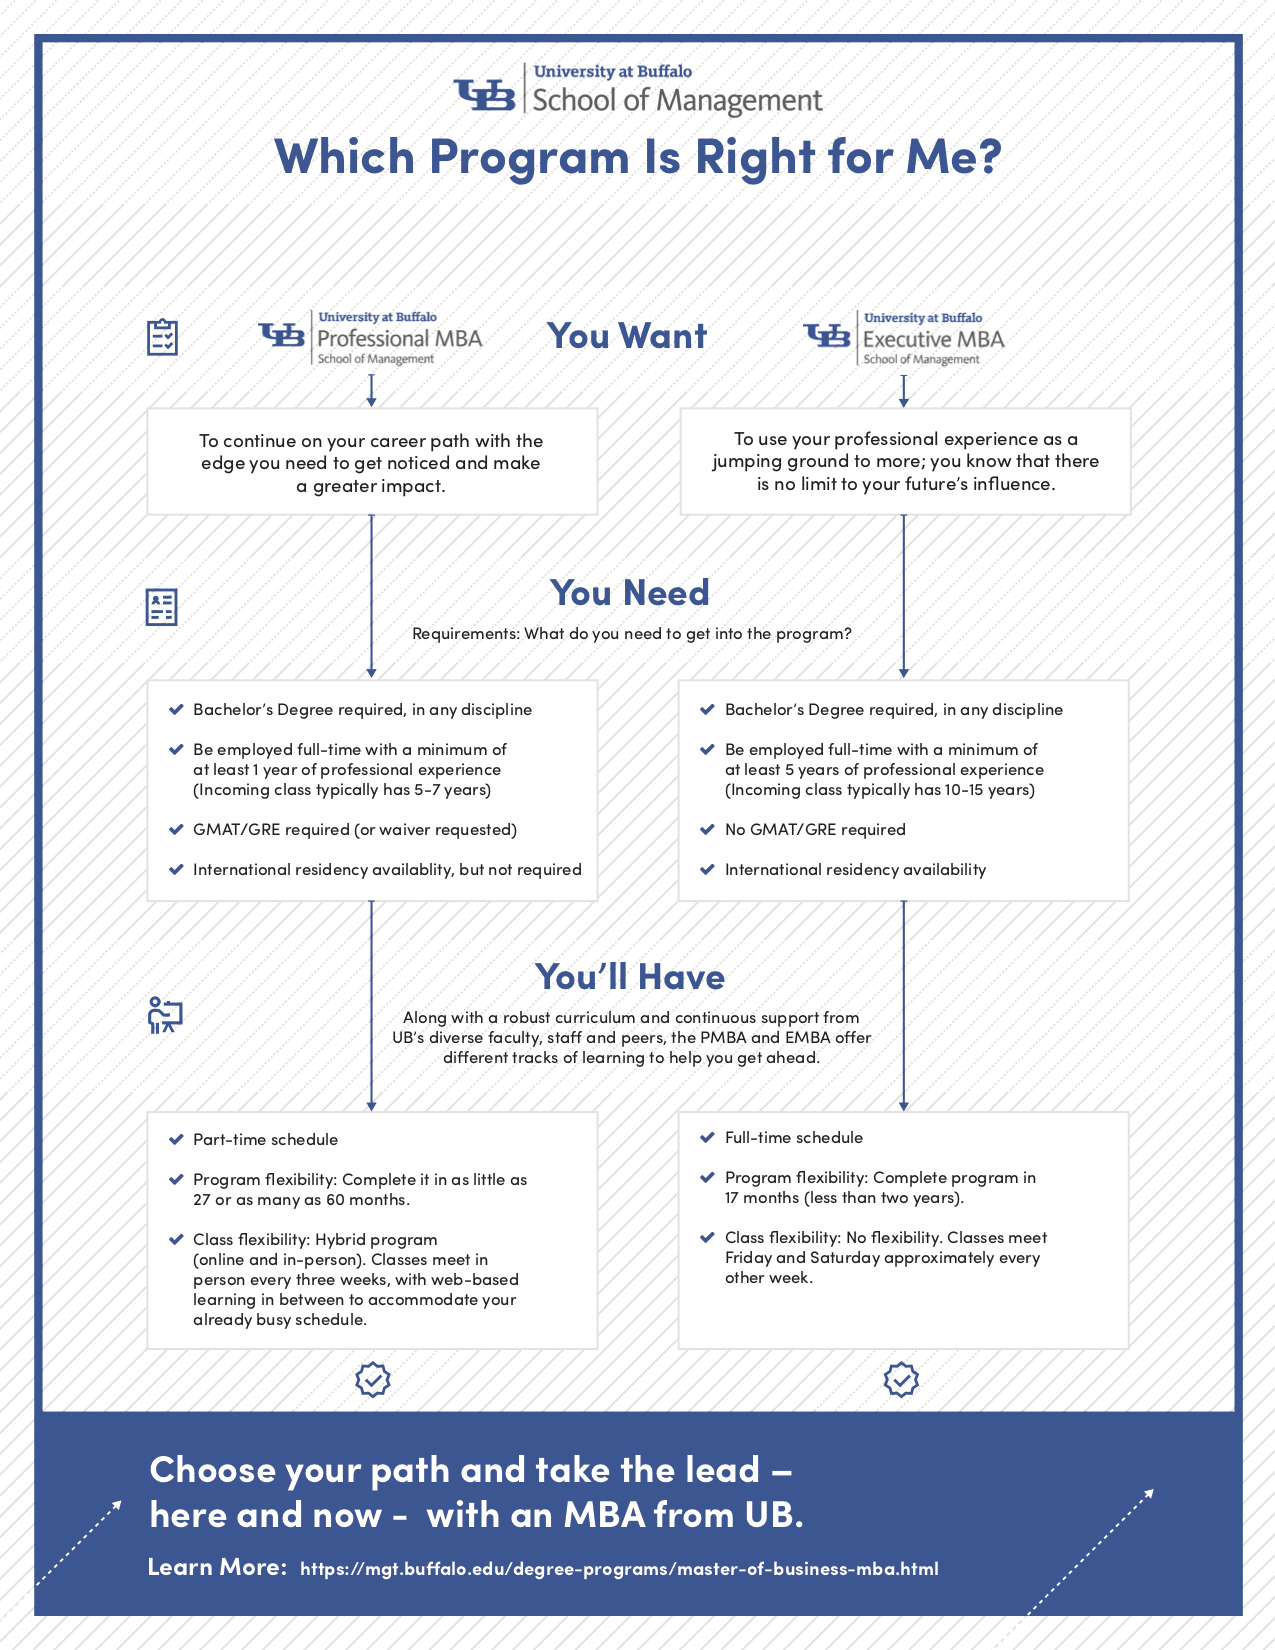 University at Buffalo
UB School of Management
Which Program Is Right for Me?
University at Buffalo
UB Professional MBA
School of Management
You Want
University at Buffalo
UB Executive MBA
School of Management
To continue on your career path with the
edge you need to get noticed and make
a greater impact.
To use your professional experience as a
jumping ground to more; you know that there
is no limit to your future's influence.
You Need
Requirements: What do you need to get into the program?
Bachelor's Degree required, in any discipline
Be employed full-time with a minimum of
at least 1 year of professional experience
(Incoming class typically has 5-7 years)
GMAT/GRE required (or waiver requested)
International residency availablity, but not required
Bachelor's Degree required, in any discipline
Be employed full-time with a minimum of
at least 5 years of professional experience
(Incoming class typically has 10-15 years)
No GMAT/GRE required
International residency availability
You'll Have
Along with a robust curriculum and continuous support from
UB's diverse faculty, staff and peers, the PMBA and EMBA offer
different tracks of learning to help you get ahead.
Part-time schedule
Program flexibility: Complete it in as little as
27 or as many as 60 months.
Class flexibility: Hybrid program
(online and in-person). Classes meet in
person every three weeks, with web-based
learning in between to accommodate your
already busy schedule.
Full-time schedule
Program flexibility: Complete program in
17 months (less than two years).
Class flexibility: No flexibility. Classes meet
Friday and Saturday approximately every
other week.
Choose your path and take the lead –
here and now - with an MBA from UB.
Learn More: https://mgt.buffalo.edu/degree-programs/master-of-business-mba.html